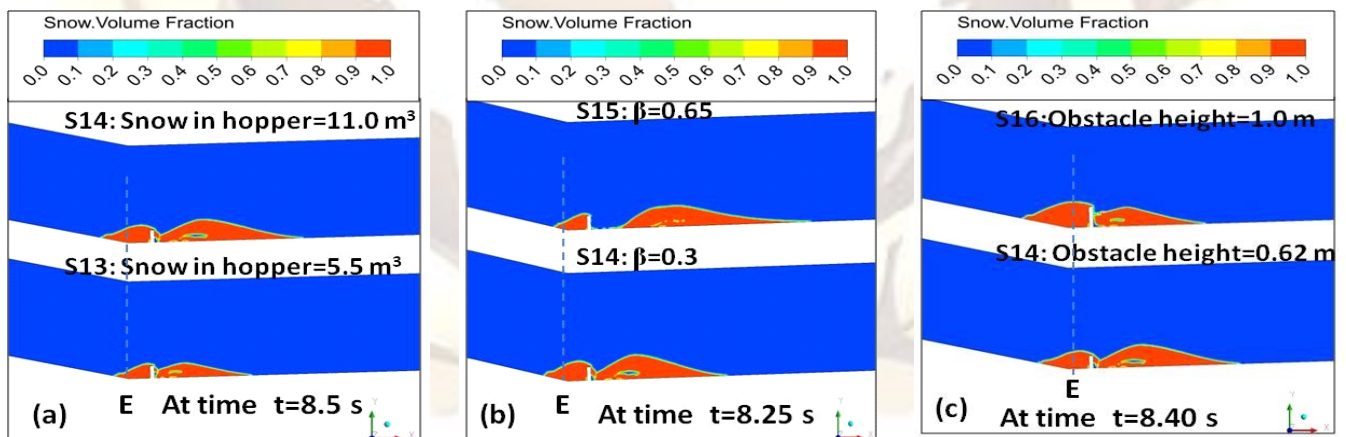 Snow.Volume Fraction
0.0 0.1 0.2 0.3 0.4 0.5 0.6 0.7 0.8 0.9 1.0
S14: Snow in hopper=11.0 m³
S13: Snow in hopper=5.5 m³
(a) E At time t=8.5 s
Snow.Volume Fraction
0.0 0.1 0.2 0.3 0.4 0.5 0.6 0.7 0.8 0.9 1.0
S15: β=0.65
S14: β=0.3
(b) E At time t=8.25 s
Snow.Volume Fraction
0.0 0.1 0.2 0.3 0.4 0.5 0.6 0.7 0.8 0.9 1.0
S16:Obstacle height=1.0 m
S14: Obstacle height=0.62 m
E
(c) At time t=8.40 s